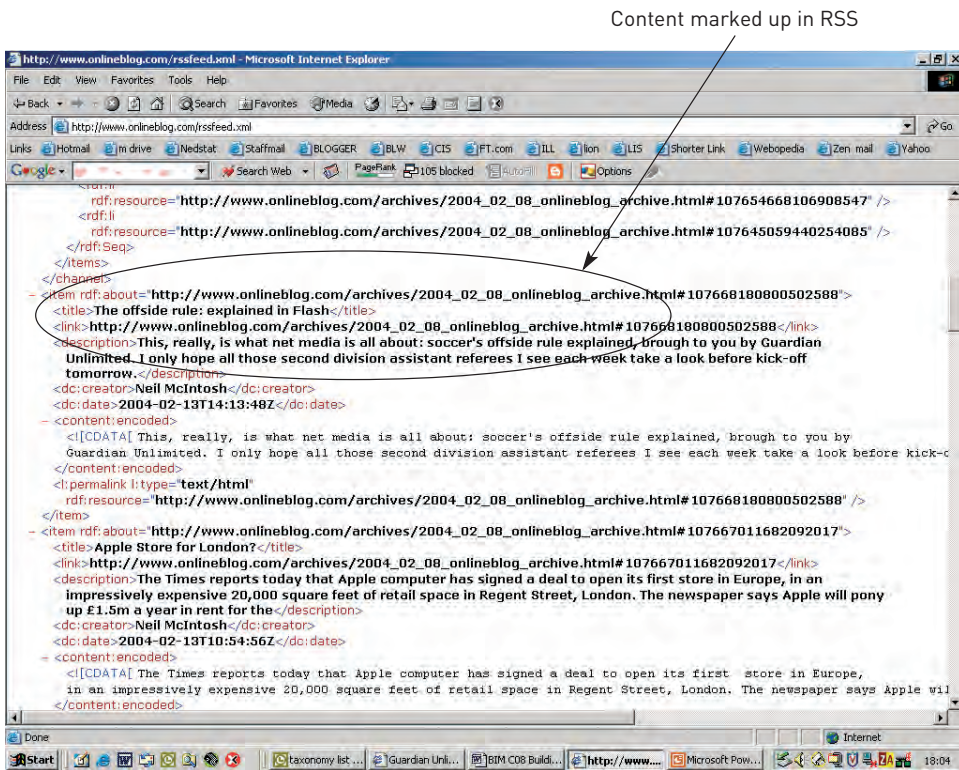 Content marked up in RSS
http://www.onlineblog.com/rssfeed.xml - Microsoft Internet Explorer
File Edit View Favorites Tools Help
Back Search Favorites Media
Address http://www.onlineblog.com/rssfeed.xml Go
Links Hotmail m drive Nedstat Staffmail BLOGGER BLW CIS FT.com ILL lion LIS Shorter Link Webopedia Zen mail Yahoo
Google Search Web PageRank 105 blocked AutoFill Options
<rdf:li
rdf:resource="http://www.onlineblog.com/archives/2004_02_08_onlineblog_archive.html#107654668106908547" />
<rdf:li
rdf:resource="http://www.onlineblog.com/archives/2004_02_08_onlineblog_archive.html#107645059440254085" />
</rdf:Seq>
</items>
</channel>
- <item rdf:about="http://www.onlineblog.com/archives/2004_02_08_onlineblog_archive.html#107668180800502588">
<title>The offside rule: explained in Flash</title>
<link>http://www.onlineblog.com/archives/2004_02_08_onlineblog_archive.html#107668180800502588</link>
<description>This, really, is what net media is all about: soccer's offside rule explained, brough to you by Guardian
Unlimited. I only hope all those second division assistant referees I see each week take a look before kick-off
tomorrow.</description>
<dc:creator>Neil McIntosh</dc:creator>
<dc:date>2004-02-13T14:13:48Z</dc:date>
- <content:encoded>
<![CDATA[ This, really, is what net media is all about: soccer's offside rule explained, brough to you by
Guardian Unlimited. I only hope all those second division assistant referees I see each week take a look before kick-o
</content:encoded>
<l:permalink l:type="text/html"
rdf:resource="http://www.onlineblog.com/archives/2004_02_08_onlineblog_archive.html#107668180800502588" />
</item>
- <item rdf:about="http://www.onlineblog.com/archives/2004_02_08_onlineblog_archive.html#107667011682092017">
<title>Apple Store for London?</title>
<link>http://www.onlineblog.com/archives/2004_02_08_onlineblog_archive.html#107667011682092017</link>
<description>The Times reports today that Apple computer has signed a deal to open its first store in Europe, in an
impressively expensive 20,000 square feet of retail space in Regent Street, London. The newspaper says Apple will pony
up £1.5m a year in rent for the</description>
<dc:creator>Neil McIntosh</dc:creator>
<dc:date>2004-02-13T10:54:56Z</dc:date>
- <content:encoded>
<![CDATA[ The Times reports today that Apple computer has signed a deal to open its first store in Europe,
in an impressively expensive 20,000 square feet of retail space in Regent Street, London. The newspaper says Apple wil
</content:encoded>
Done Internet
Start taxonomy list ... Guardian Unli... BIM C08 Buildi... http://www.... Microsoft Pow... 18:04